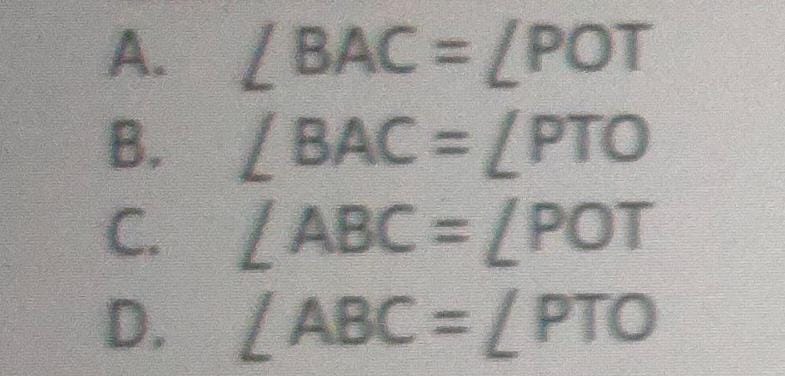 A. ∠BAC = ∠POT
B. ∠BAC = ∠PTO
C. ∠ABC = ∠POT
D. ∠ABC = ∠PTO